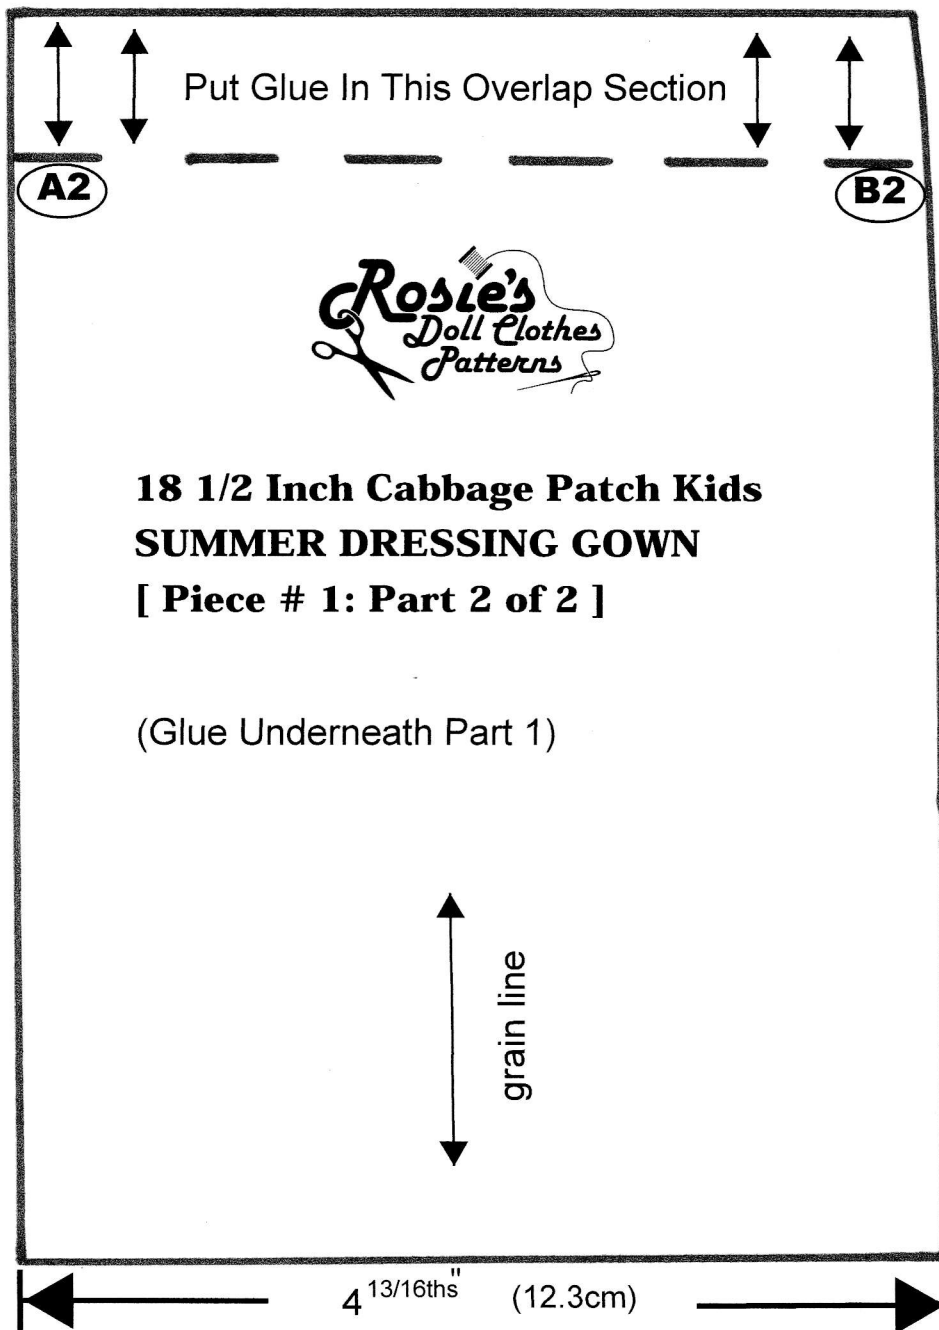 Put Glue In This Overlap Section
A2
B2
Rosie's
Doll Clothes
Patterns
18 1/2 Inch Cabbage Patch Kids
SUMMER DRESSING GOWN
[ Piece # 1: Part 2 of 2 ]
(Glue Underneath Part 1)
grain line
4 13/16ths" (12.3cm)